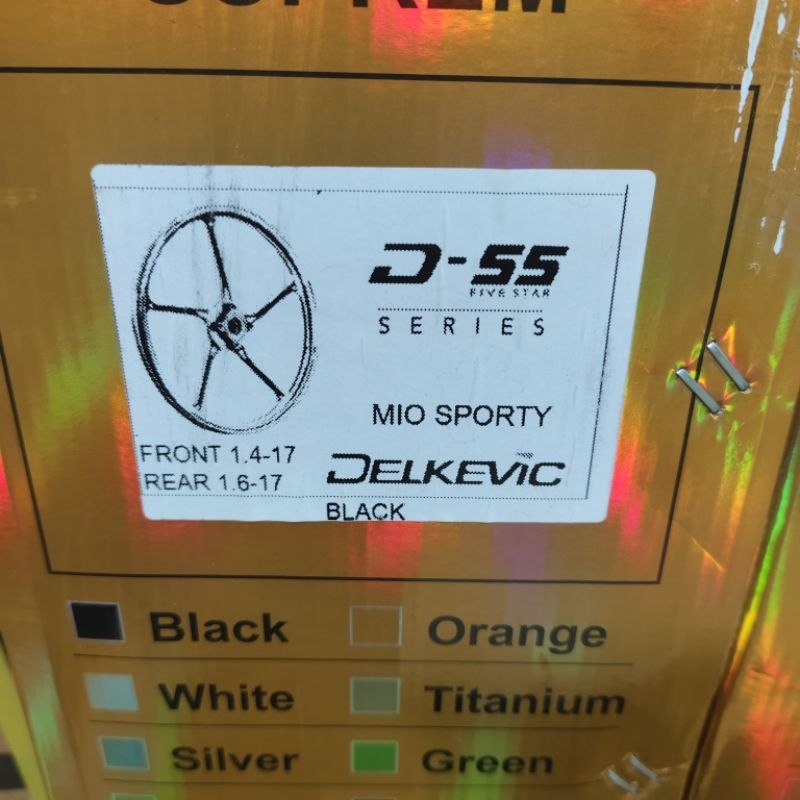 D-55
FIVE STAR
SERIES
MIO SPORTY
FRONT 1.4-17
REAR 1.6-17
DELKEVIC
BLACK
Black
Orange
White
Titanium
Silver
Green